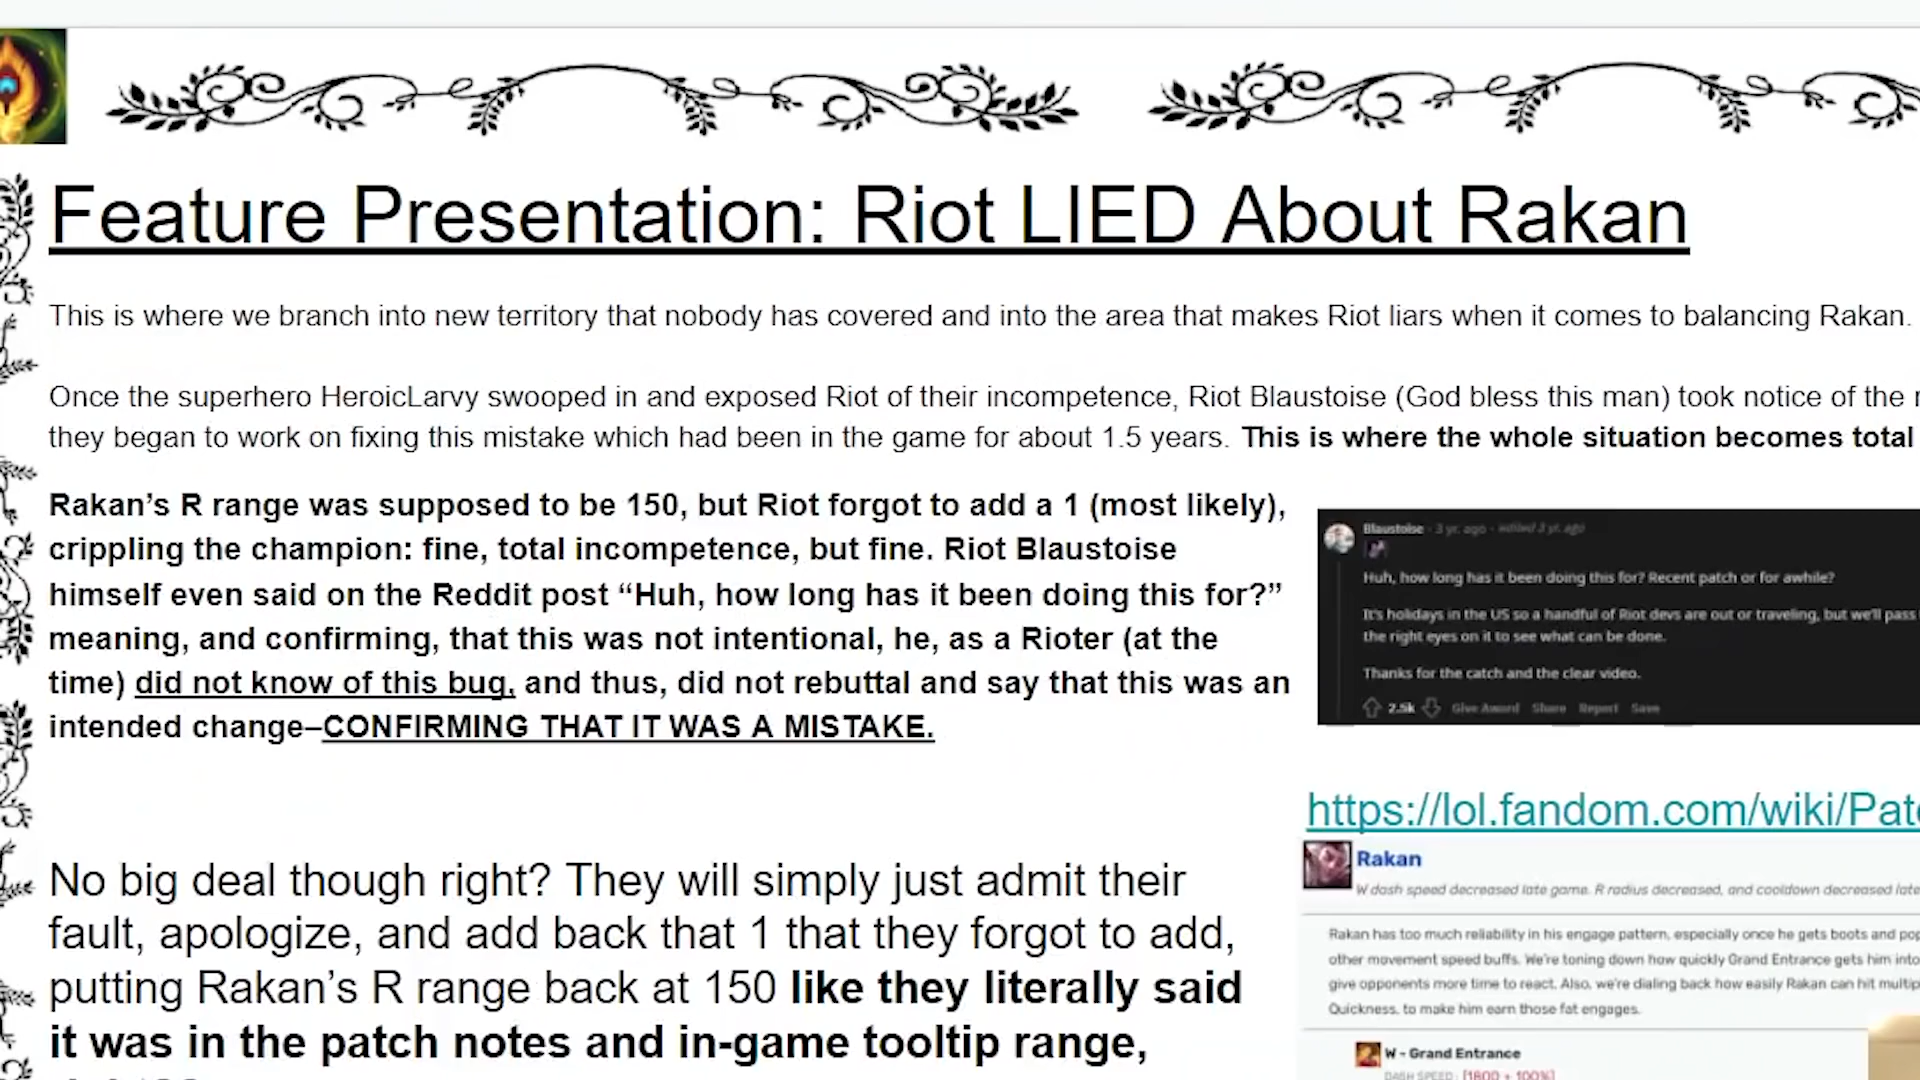 Feature Presentation: Riot LIED About Rakan
This is where we branch into new territory that nobody has covered and into the area that makes Riot liars when it comes to balancing Rakan.
Once the superhero HeroicLarvy swooped in and exposed Riot of their incompetence, Riot Blaustoise (God bless this man) took notice of the
they began to work on fixing this mistake which had been in the game for about 1.5 years. This is where the whole situation becomes total
Rakan's R range was supposed to be 150, but Riot forgot to add a 1 (most likely),
crippling the champion: fine, total incompetence, but fine. Riot Blaustoise
himself even said on the Reddit post “Huh, how long has it been doing this for?”
meaning, and confirming, that this was not intentional, he, as a Rioter (at the
time) did not know of this bug, and thus, did not rebuttal and say that this was an
intended change–CONFIRMING THAT IT WAS A MISTAKE.
Blaustoise · 3 yr. ago · edited 3 yr. ago
Huh, how long has it been doing this for? Recent patch or for awhile?
It's holidays in the US so a handful of Riot devs are out or traveling, but we'll pass
the right eyes on it to see what can be done.
Thanks for the catch and the clear video.
2.5k Give Award Share Report Save
No big deal though right? They will simply just admit their
fault, apologize, and add back that 1 that they forgot to add,
putting Rakan's R range back at 150 like they literally said
it was in the patch notes and in-game tooltip range,
https://lol.fandom.com/wiki/Pat
Rakan
W dash speed decreased late game. R radius decreased, and cooldown decreased late
Rakan has too much reliability in his engage pattern, especially once he gets boots and
other movement speed buffs. We're toning down how quickly Grand Entrance gets him into
give opponents more time to react. Also, we're dialing back how easily Rakan can hit
Quickness, to make him earn those fat engages.
W - Grand Entrance
DASH SPEED: [1800 + 100%]